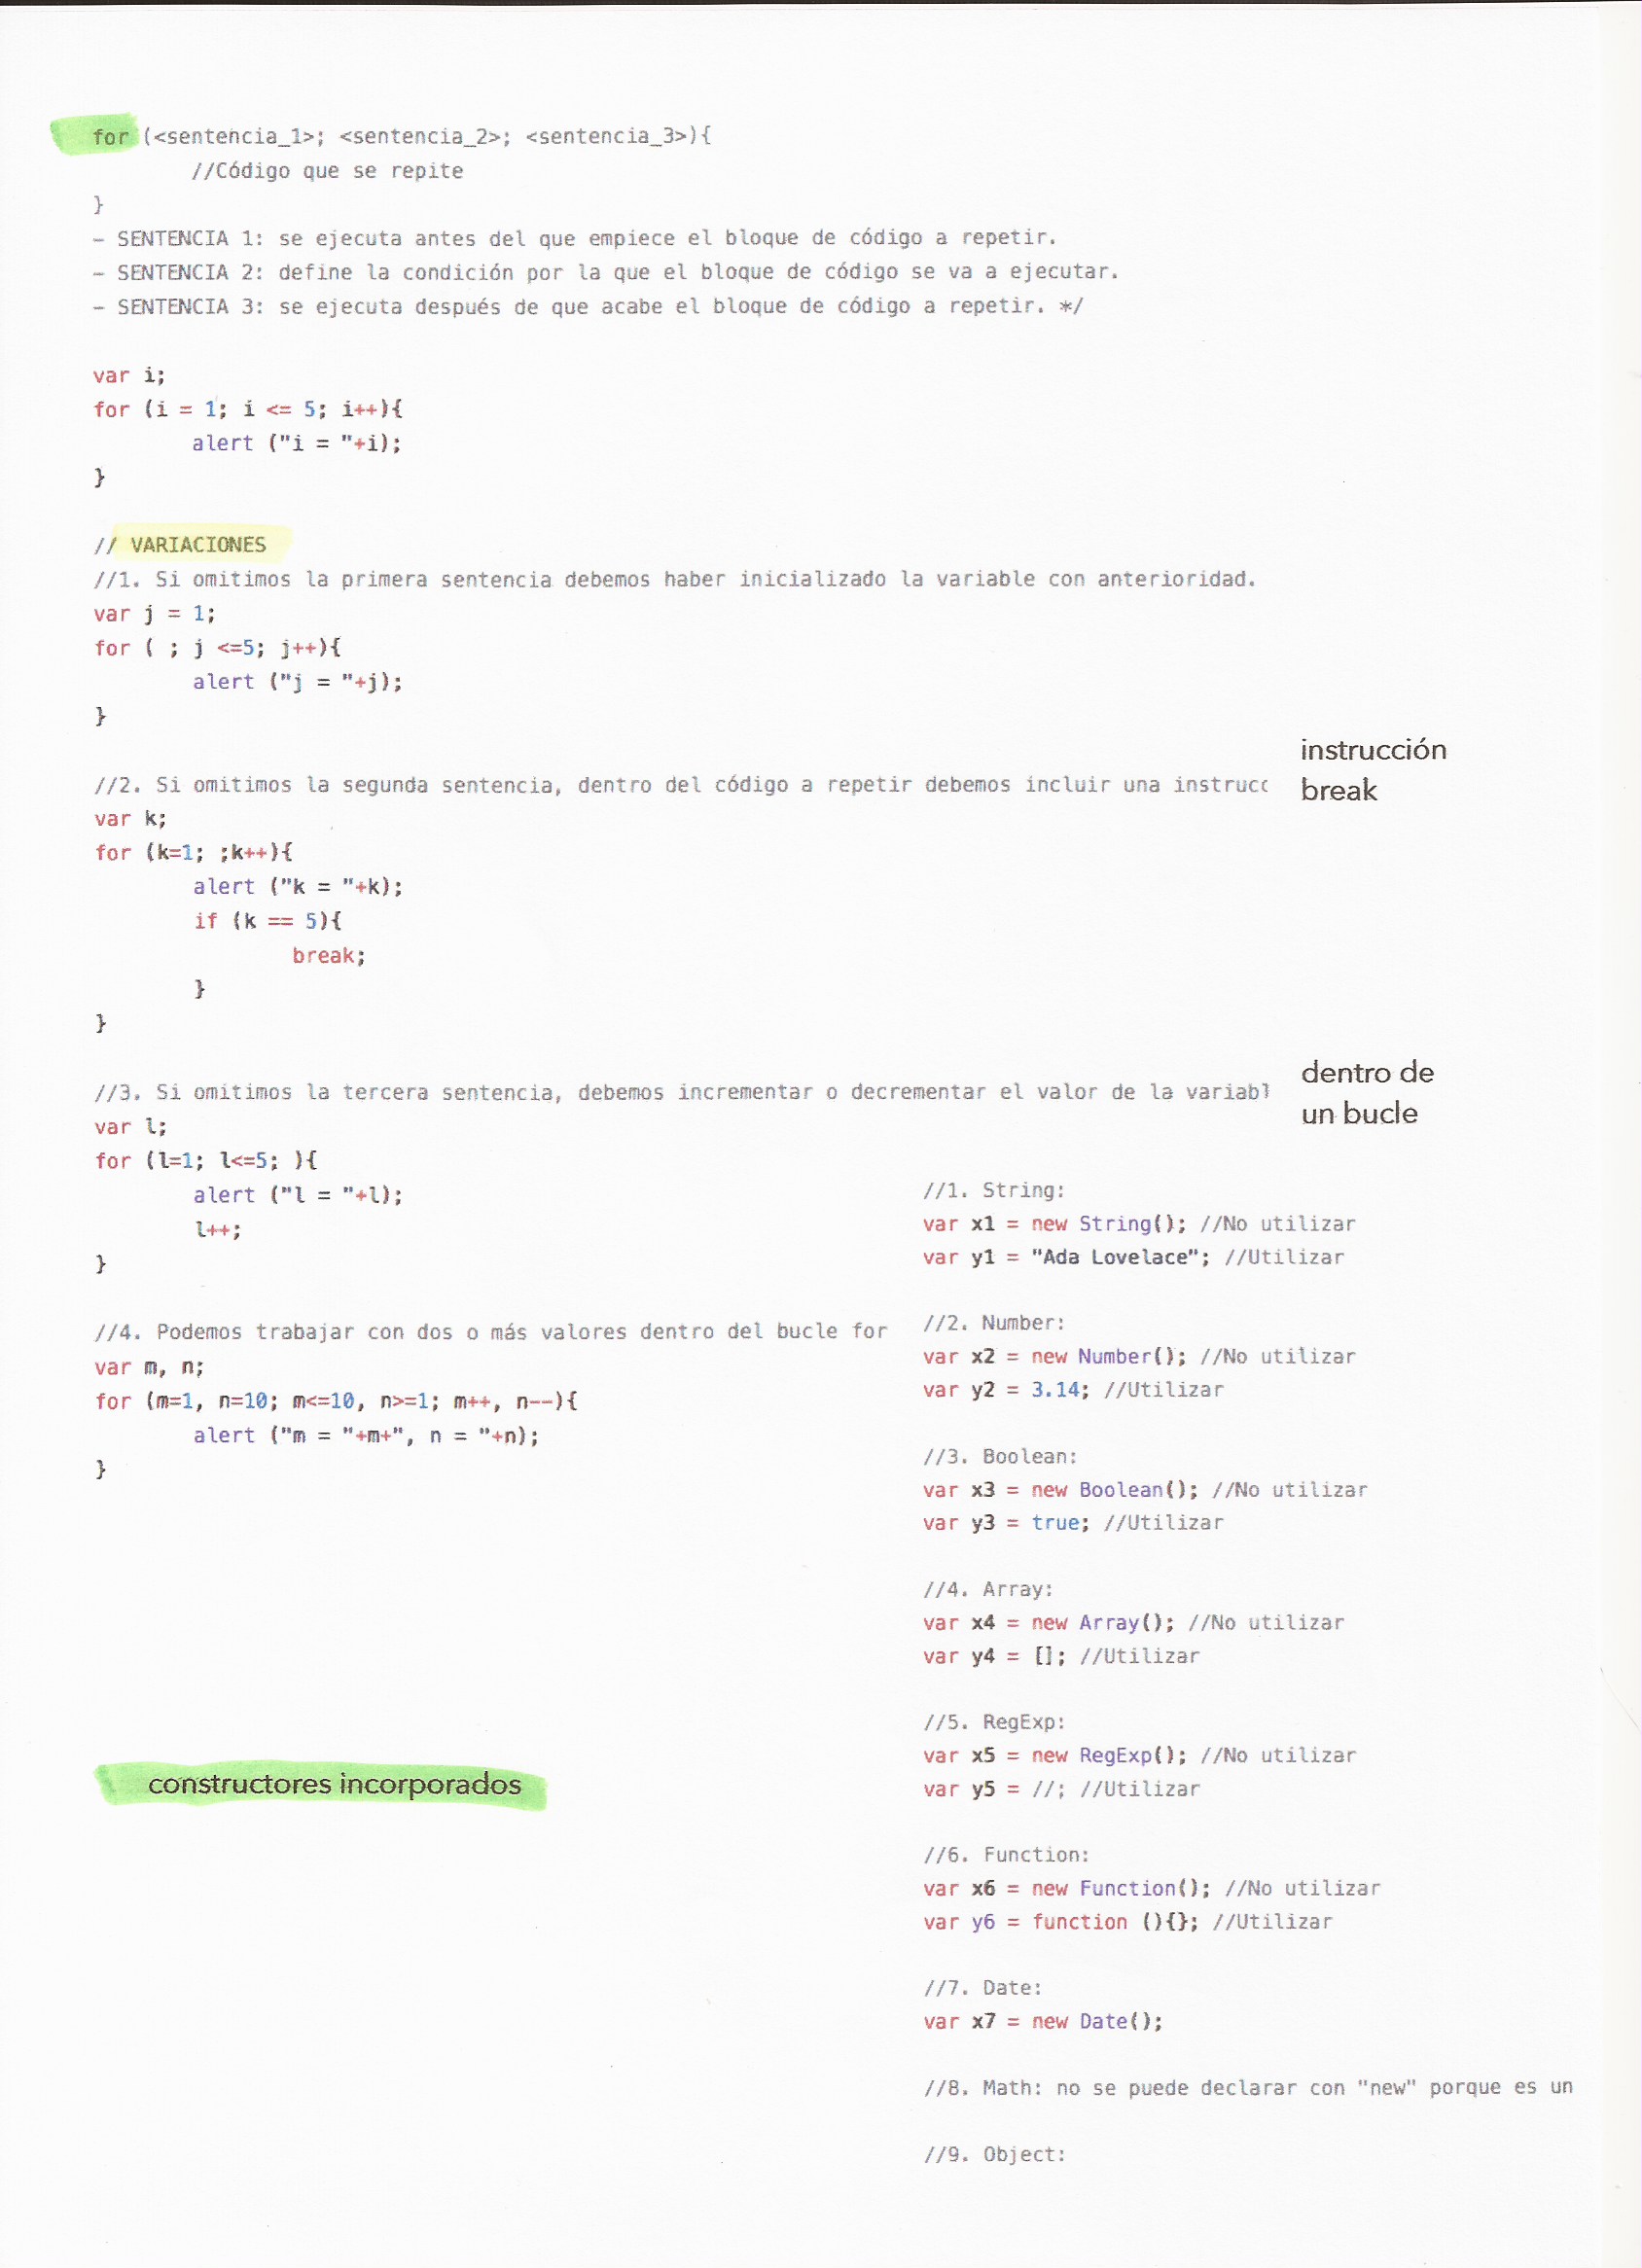 for (<sentencia_1>; <sentencia_2>; <sentencia_3>){
//Código que se repite
}
- SENTENCIA 1: se ejecuta antes del que empiece el bloque de código a repetir.
- SENTENCIA 2: define la condición por la que el bloque de código se va a ejecutar.
- SENTENCIA 3: se ejecuta después de que acabe el bloque de código a repetir. */
var i;
for (i = 1; i <= 5; i++){
alert ("i = "+i);
}
// VARIACIONES
//1. Si omitimos la primera sentencia debemos haber inicializado la variable con anterioridad.
var j = 1;
for ( ; j <=5; j++){
alert ("j = "+j);
}
//2. Si omitimos la segunda sentencia, dentro del código a repetir debemos incluir una instrucc
instrucción
break
var k;
for (k=1; ;k++){
alert ("k = "+k);
if (k == 5){
break;
}
}
//3. Si omitimos la tercera sentencia, debemos incrementar o decrementar el valor de la variabl
dentro de
un bucle
var l;
for (l=1; l<=5; ){
alert ("l = "+l);
l++;
}
//4. Podemos trabajar con dos o más valores dentro del bucle for
var m, n;
for (m=1, n=10; m<=10, n>=1; m++, n--){
alert ("m = "+m+", n = "+n);
}
constructores incorporados
//1. String:
var x1 = new String(); //No utilizar
var y1 = "Ada Lovelace"; //Utilizar
//2. Number:
var x2 = new Number(); //No utilizar
var y2 = 3.14; //Utilizar
//3. Boolean:
var x3 = new Boolean(); //No utilizar
var y3 = true; //Utilizar
//4. Array:
var x4 = new Array(); //No utilizar
var y4 = []; //Utilizar
//5. RegExp:
var x5 = new RegExp(); //No utilizar
var y5 = //; //Utilizar
//6. Function:
var x6 = new Function(); //No utilizar
var y6 = function (){}; //Utilizar
//7. Date:
var x7 = new Date();
//8. Math: no se puede declarar con "new" porque es un
//9. Object: